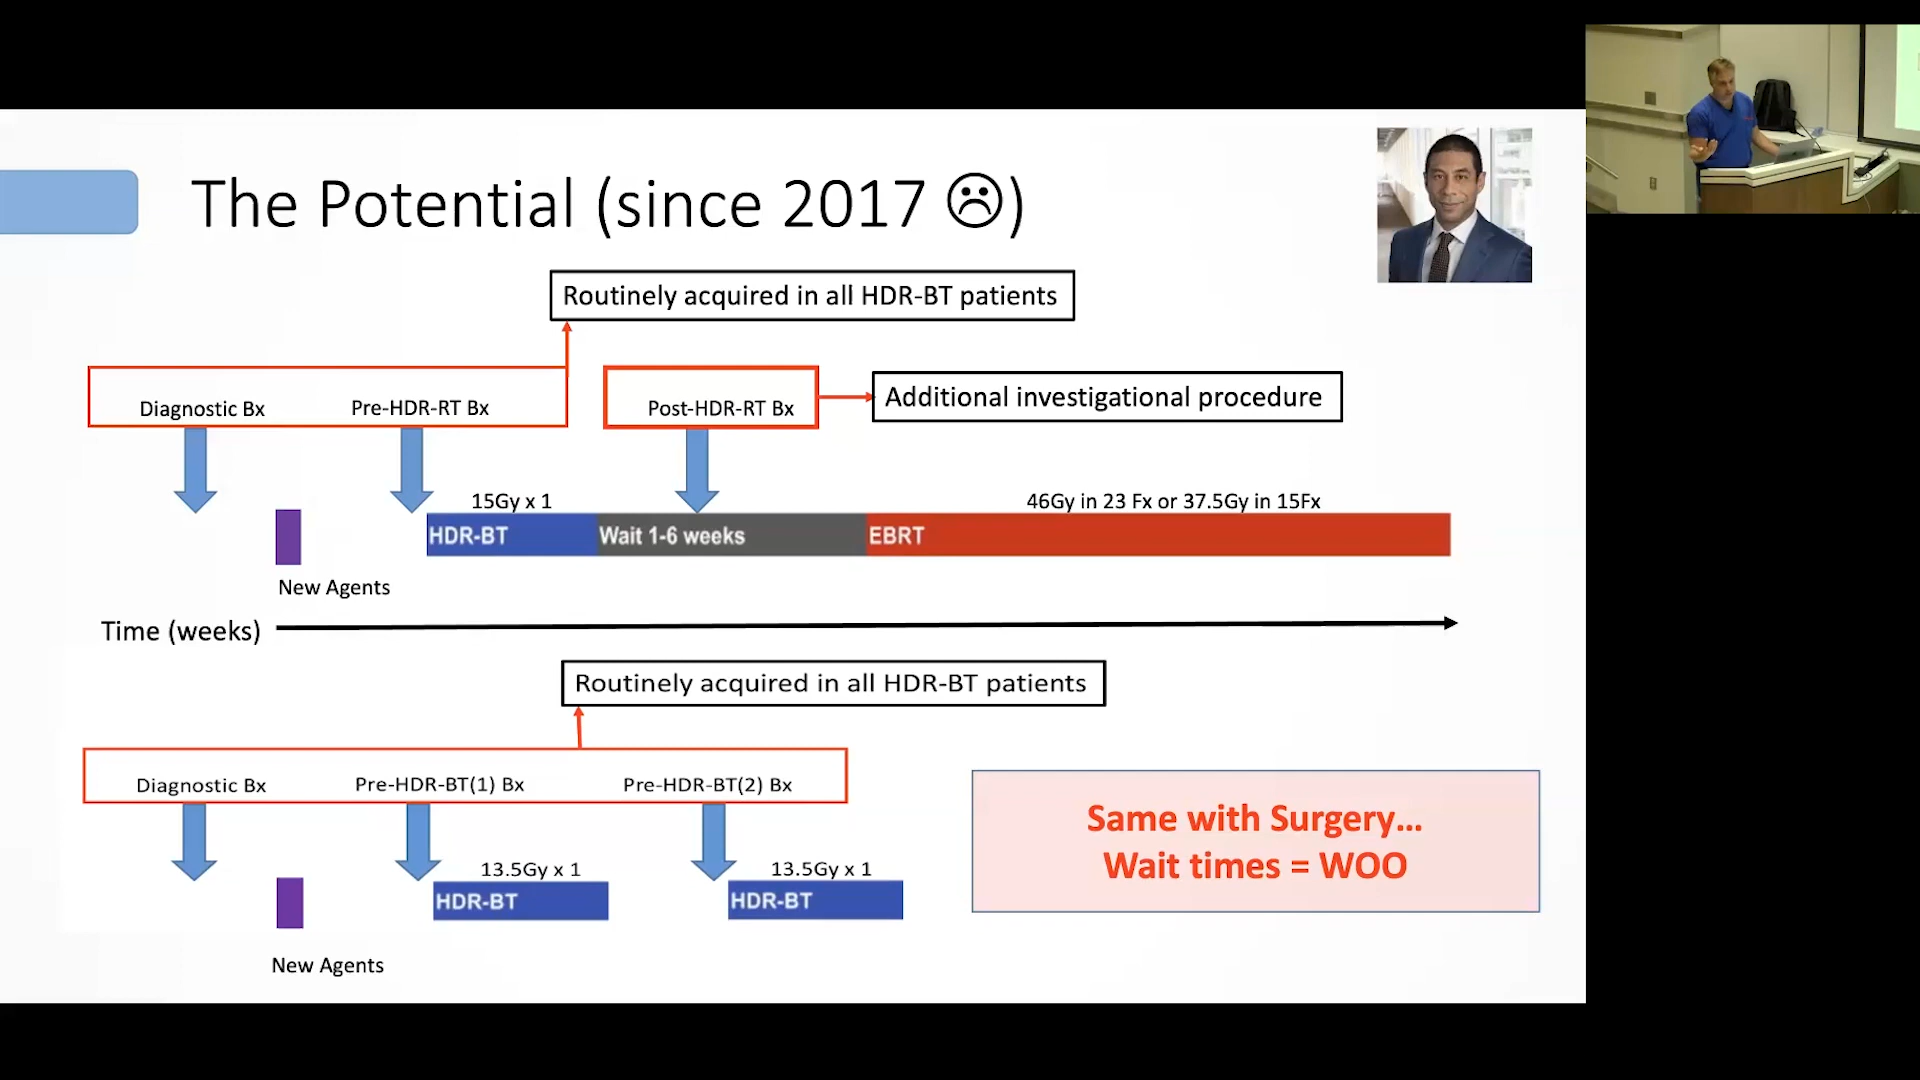 The Potential (since 2017 ☹)
Routinely acquired in all HDR-BT patients
Diagnostic Bx
Pre-HDR-RT Bx
Post-HDR-RT Bx
Additional investigational procedure
15Gy x 1
46Gy in 23 Fx or 37.5Gy in 15Fx
HDR-BT
Wait 1-6 weeks
EBRT
New Agents
Time (weeks)
Routinely acquired in all HDR-BT patients
Diagnostic Bx
Pre-HDR-BT(1) Bx
Pre-HDR-BT(2) Bx
Same with Surgery...
Wait times = WOO
13.5Gy x 1
13.5Gy x 1
HDR-BT
HDR-BT
New Agents